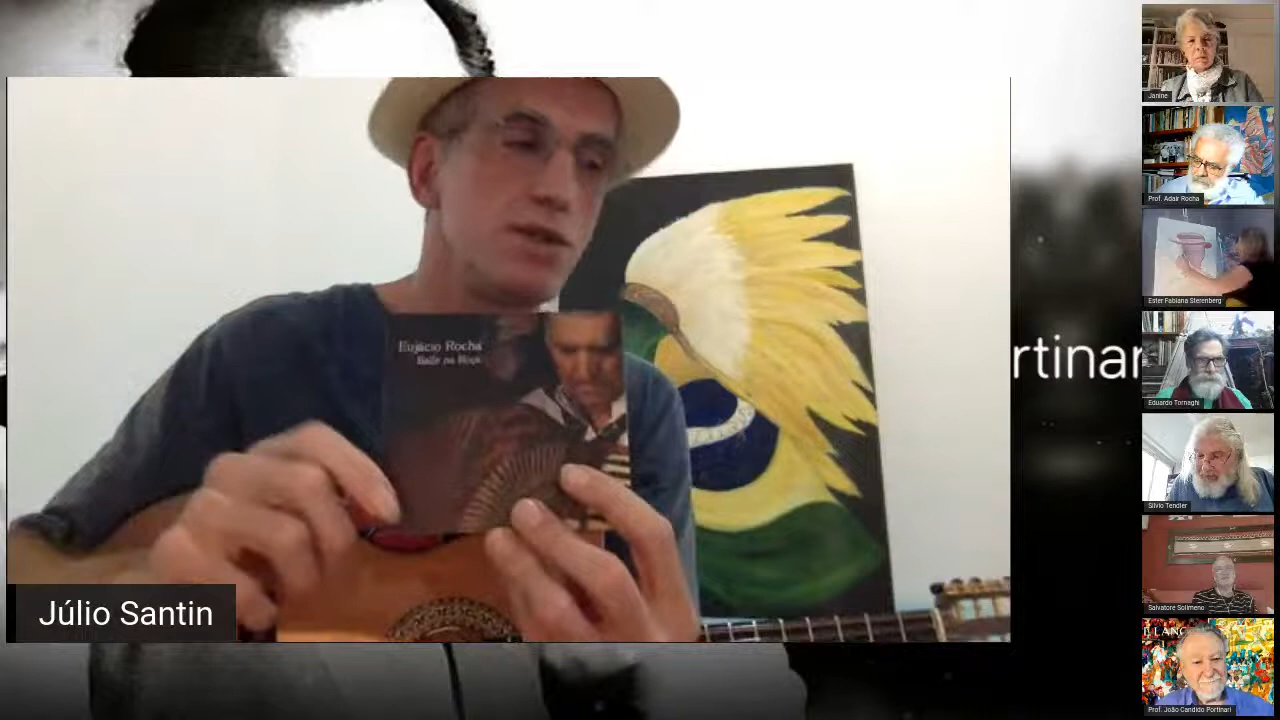 Eugácio Rocha
Baile na Roça
rtinar
Júlio Santin
Janine
Prof. Adair Rocha
Ester Fabiana Sterenberg
Eduardo Tornaghi
Silvio Tendler
Salvatore Solimeno
Prof. João Candido Portinari